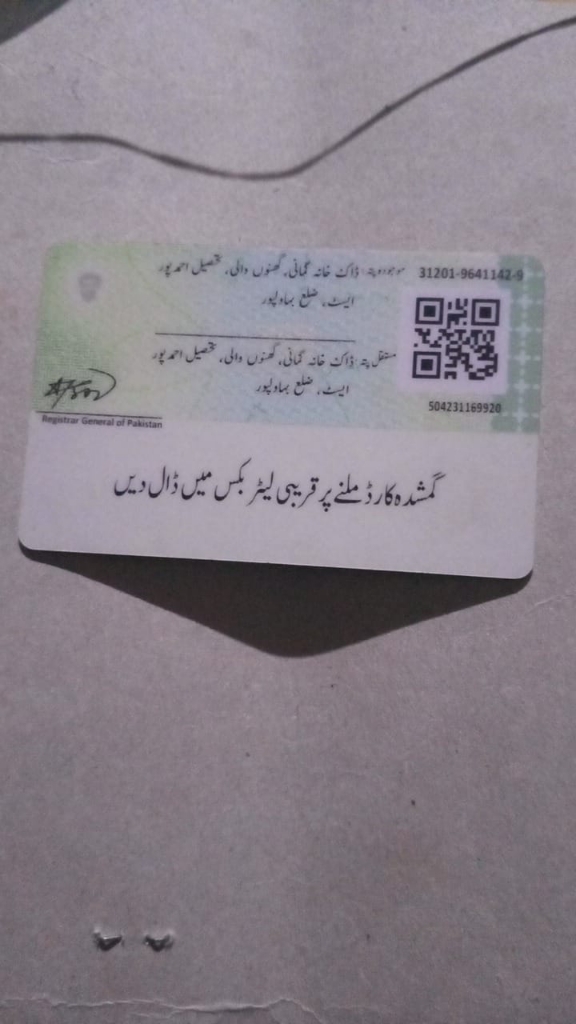 موجودہ پتہ: ڈاک خانہ گمانی، گھنوں والی، تحصیل احمد پور
ایسٹ، ضلع بہاولپور
31201-9641142-9
مستقل پتہ: ڈاک خانہ گمانی، گھنوں والی، تحصیل احمد پور
ایسٹ، ضلع بہاولپور
504231169920
Registrar General of Pakistan
گمشدہ کارڈ ملنے پر قریبی لیٹر بکس میں ڈال دیں